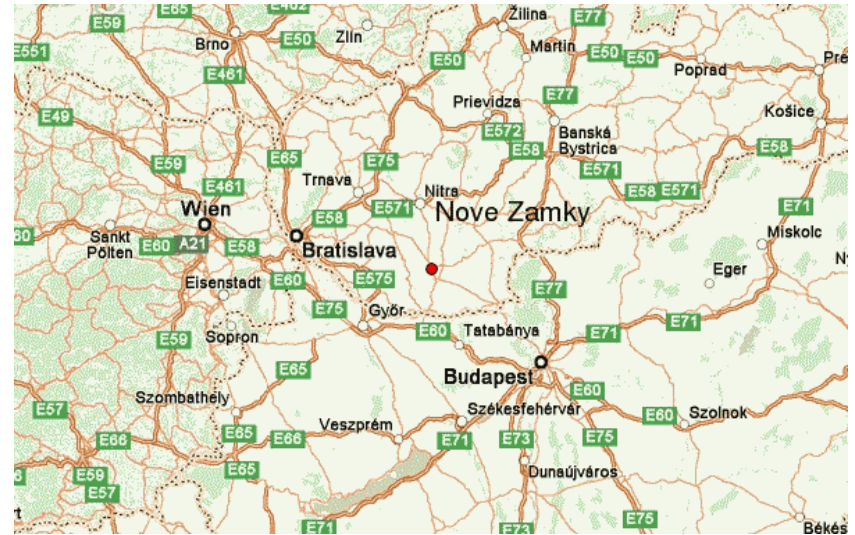 E65
E462
E59
Žilina
E77
Brno
E50
Zlín
E551
E50
Martin
E50
E50
Poprad
E461
E77
E49
Prievidza
Košice
E572
Banská
Bystrica
E58
E58
E59
E65
E75
E571
E461
Trnava
Nitra
E58
E571
E571
E58
E71
Wien
Nove Zamky
Sankt
Pölten
E60
A21
E58
Bratislava
Miskolc
E60
E575
Eger
Eisenstadt
E77
E75
Győr
E71
E60
E71
Tatabánya
Sopron
E59
E65
Budapest
E60
Szombathely
E57
Székesfehérvár
E60
Szolnok
Veszprém
E66
E65
E66
E71
E73
E75
E65
E59
Dunaújváros
E57
E71
E73
E75
Békés